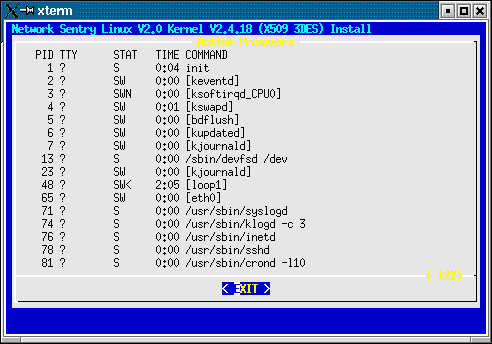 xterm
Network Sentry Linux V2.0 Kernel V2.4.18 (X509 3DES) Install
Active Processes
PID TTY STAT TIME COMMAND
1 ? S 0:04 init
2 ? SW 0:00 [keventd]
3 ? SWN 0:00 [ksoftirqd_CPU0]
4 ? SW 0:01 [kswapd]
5 ? SW 0:00 [bdflush]
6 ? SW 0:00 [kupdated]
7 ? SW 0:00 [kjournald]
13 ? S 0:00 /sbin/devfsd /dev
23 ? SW 0:00 [kjournald]
48 ? SW< 2:05 [loop1]
65 ? SW 0:00 [eth0]
71 ? S 0:00 /usr/sbin/syslogd
74 ? S 0:00 /usr/sbin/klogd -c 3
76 ? S 0:00 /usr/sbin/inetd
78 ? S 0:00 /usr/sbin/sshd
81 ? S 0:00 /usr/sbin/crond -l10
< EXIT >